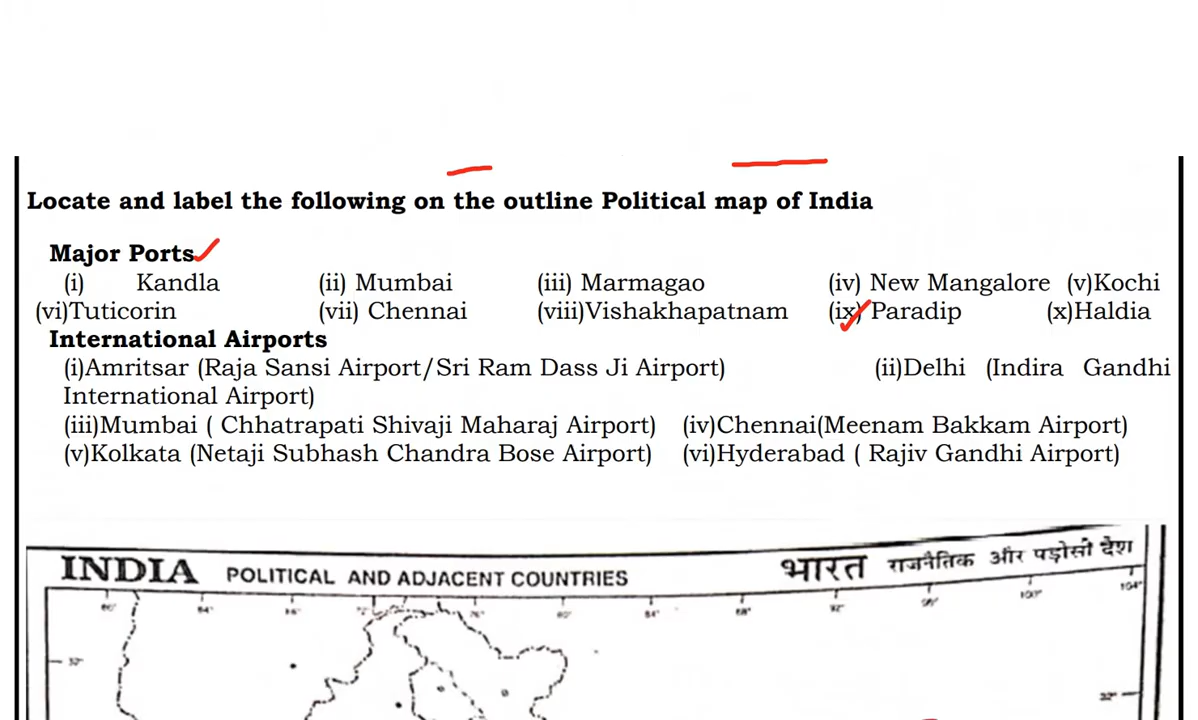 Locate and label the following on the outline Political map of India
Major Ports
(i) Kandla (ii) Mumbai (iii) Marmagao (iv) New Mangalore (v)Kochi
(vi)Tuticorin (vii) Chennai (viii)Vishakhapatnam (ix) Paradip (x)Haldia
International Airports
(i)Amritsar (Raja Sansi Airport/Sri Ram Dass Ji Airport) (ii)Delhi (Indira Gandhi
International Airport)
(iii)Mumbai ( Chhatrapati Shivaji Maharaj Airport) (iv)Chennai(Meenam Bakkam Airport)
(v)Kolkata (Netaji Subhash Chandra Bose Airport) (vi)Hyderabad ( Rajiv Gandhi Airport)
INDIA POLITICAL AND ADJACENT COUNTRIES भारत राजनैतिक और पड़ोसी देश